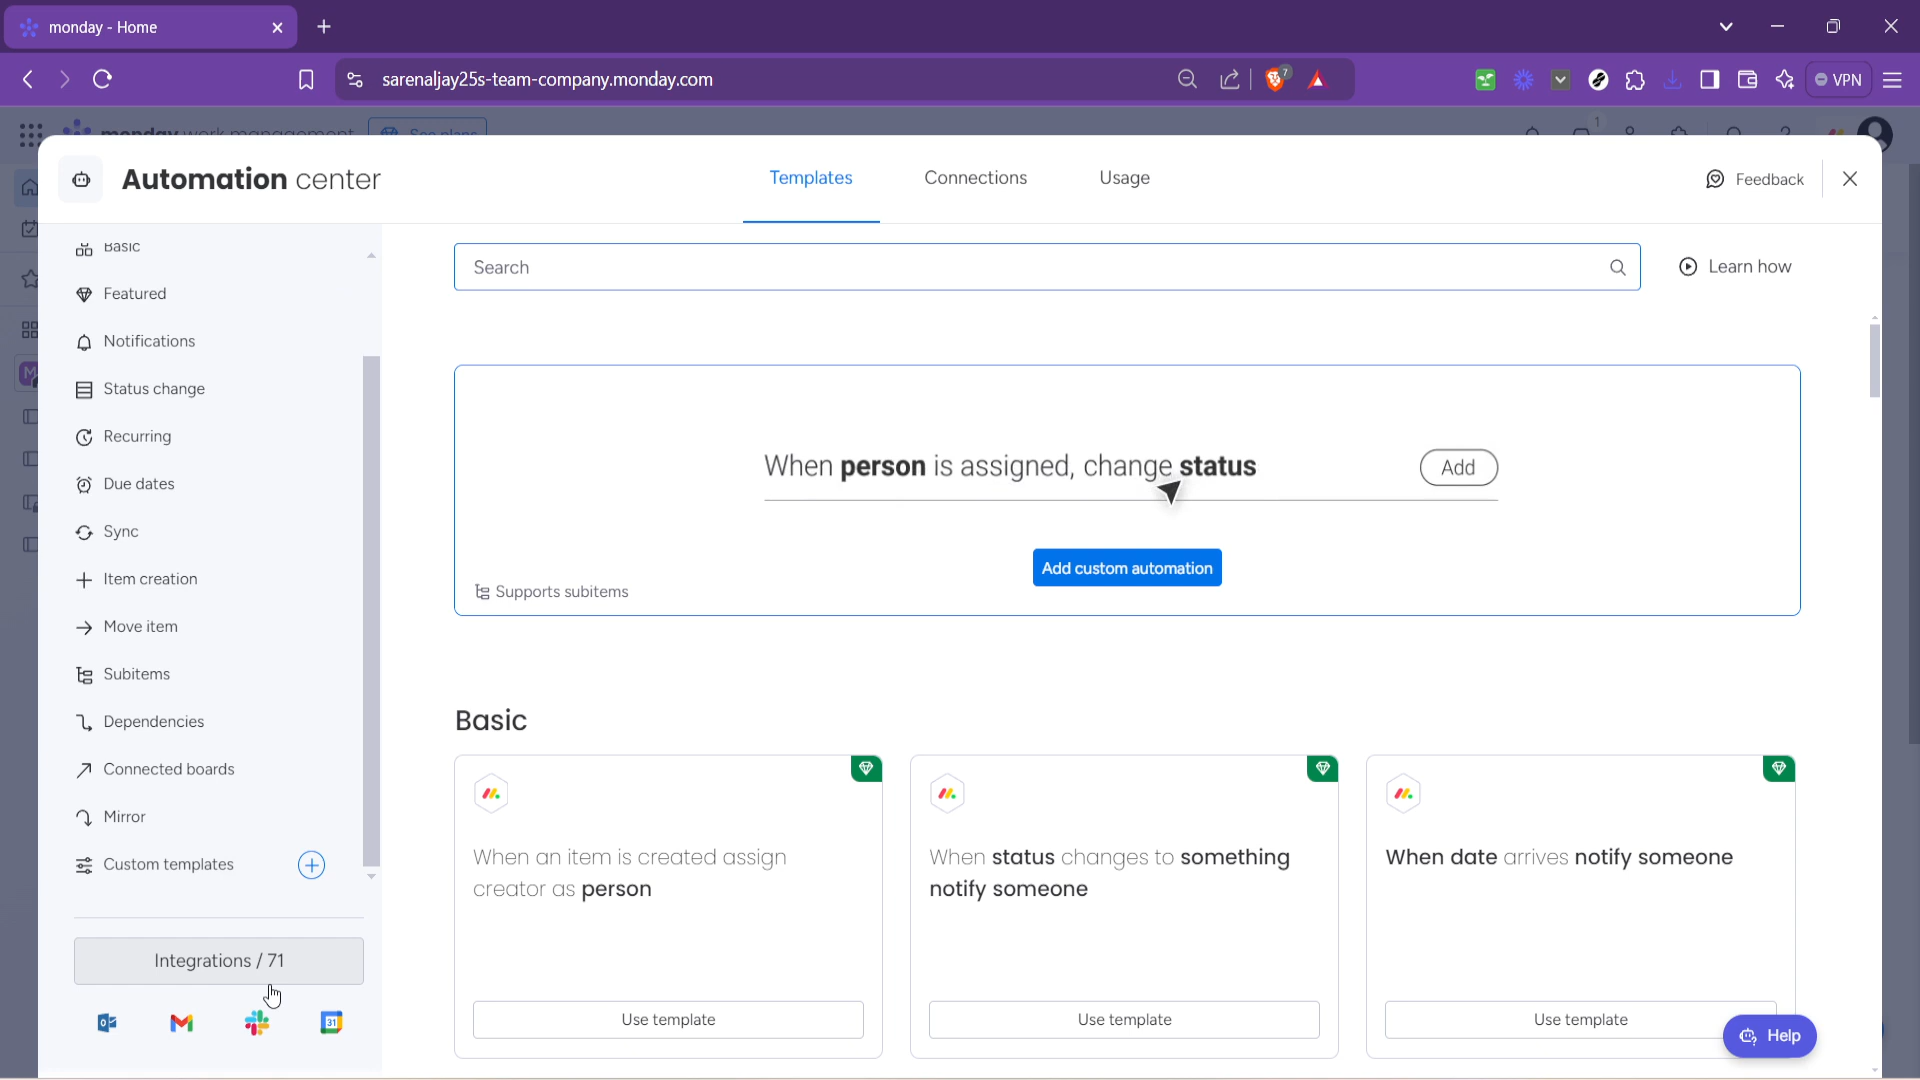 monday - Home
sarenaljay25s-team-company.monday.com
7
VPN
monday work management
See plans
1
Automation center
Templates
Connections
Usage
Feedback
Basic
Featured
Notifications
Status change
Recurring
Due dates
Sync
Item creation
Move item
Subitems
Dependencies
Connected boards
Mirror
Custom templates
Integrations / 71
31
Search
Learn how
When person is assigned, change status
Add
Add custom automation
Supports subitems
Basic
When an item is created assign
creator as person
Use template
When status changes to something
notify someone
Use template
When date arrives notify someone
Use template
Help